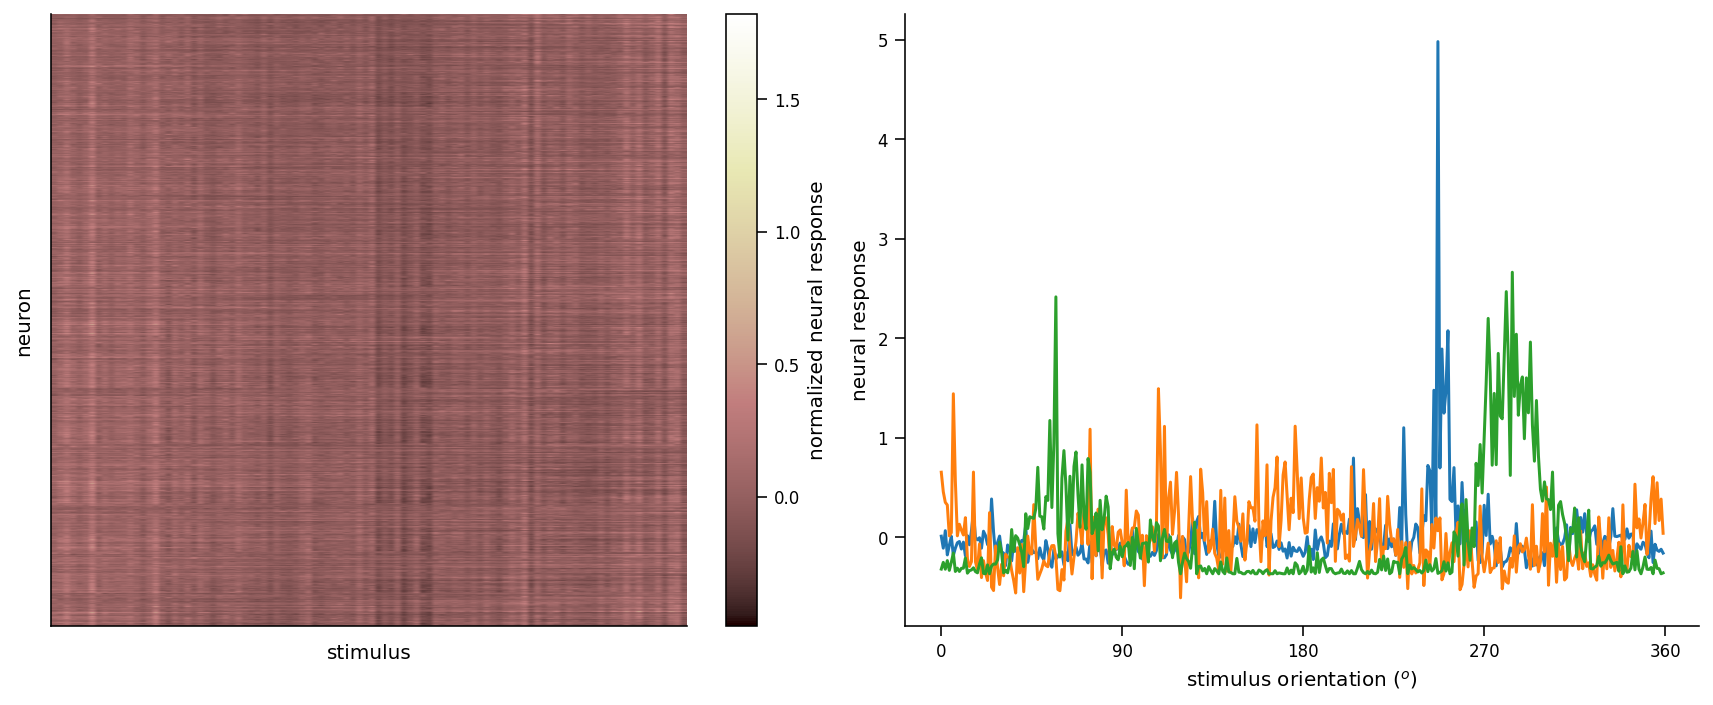 neuron
stimulus
1.5
1.0
0.5
0.0
normalized neural response
neural response
5
4
3
2
1
0
0 90 180 270 360
stimulus orientation (o)